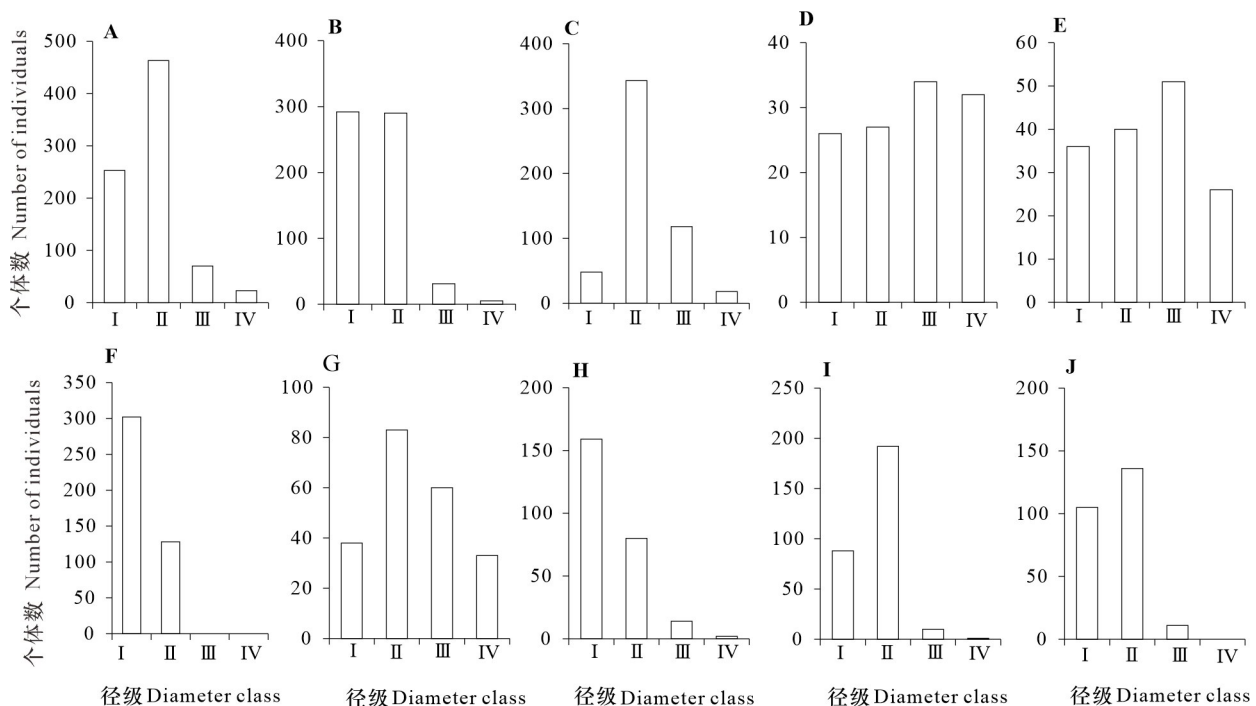 个体数 Number of individuals
A
500
400
300
200
100
0
I II III IV
B
400
300
200
100
0
I II III IV
C
400
300
200
100
0
I II III IV
D
40
30
20
10
0
I II III IV
E
60
50
40
30
20
10
0
I II III IV
个体数 Number of individuals
F
350
300
250
200
150
100
50
0
I II III IV
径级 Diameter class
G
100
80
60
40
20
0
I II III IV
径级 Diameter class
H
200
150
100
50
0
I II III IV
径级 Diameter class
I
250
200
150
100
50
0
I II III IV
径级 Diameter class
J
200
150
100
50
0
I II III IV
径级 Diameter class